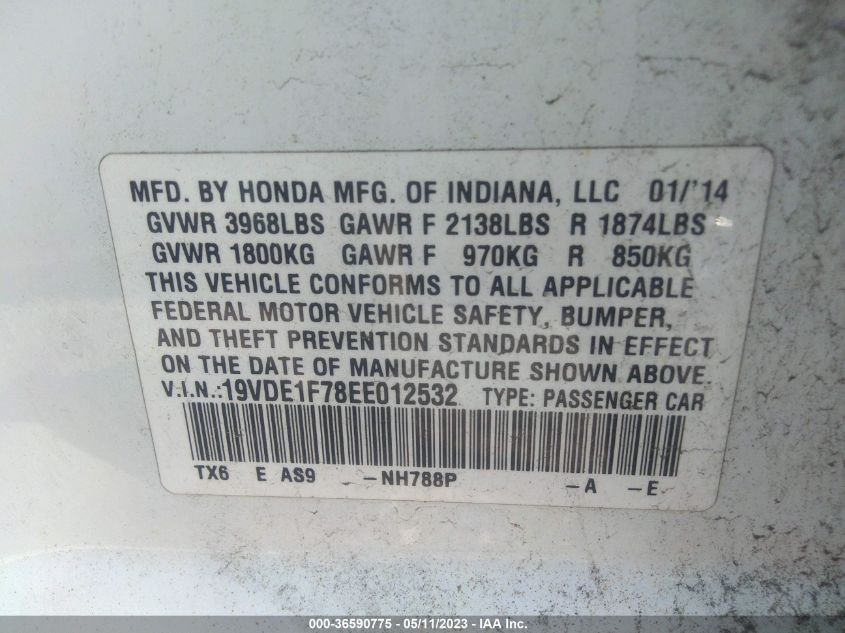 MFD. BY HONDA MFG. OF INDIANA, LLC 01/'14
GVWR 3968LBS GAWR F 2138LBS R 1874LBS
GVWR 1800KG GAWR F 970KG R 850KG
THIS VEHICLE CONFORMS TO ALL APPLICABLE
FEDERAL MOTOR VEHICLE SAFETY, BUMPER,
AND THEFT PREVENTION STANDARDS IN EFFECT
ON THE DATE OF MANUFACTURE SHOWN ABOVE.
V.I.N.:19VDE1F78EE012532 TYPE: PASSENGER CAR
TX6 E AS9 -NH788P -A -E
000-36590775 - 05/11/2023 - IAA Inc.